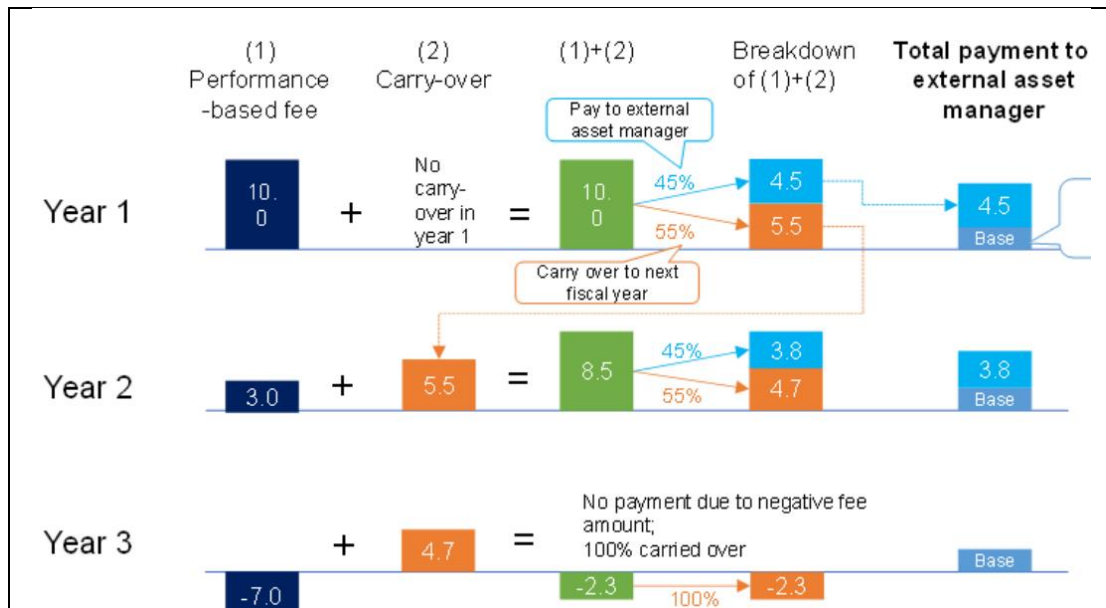 (1)
Performance
-based fee
(2)
Carry-over
(1)+(2)
Breakdown
of (1)+(2)
Total payment to
external asset
manager
Pay to external
asset manager
Year 1
10.
0
+
No
carry-
over in
year 1
=
10.
0
45%
55%
4.5
5.5
4.5
Base
Carry over to next
fiscal year
Year 2
3.0
+
5.5
=
8.5
45%
55%
3.8
4.7
3.8
Base
Year 3
-7.0
+
4.7
=
No payment due to negative fee
amount;
100% carried over
-2.3
100%
-2.3
Base